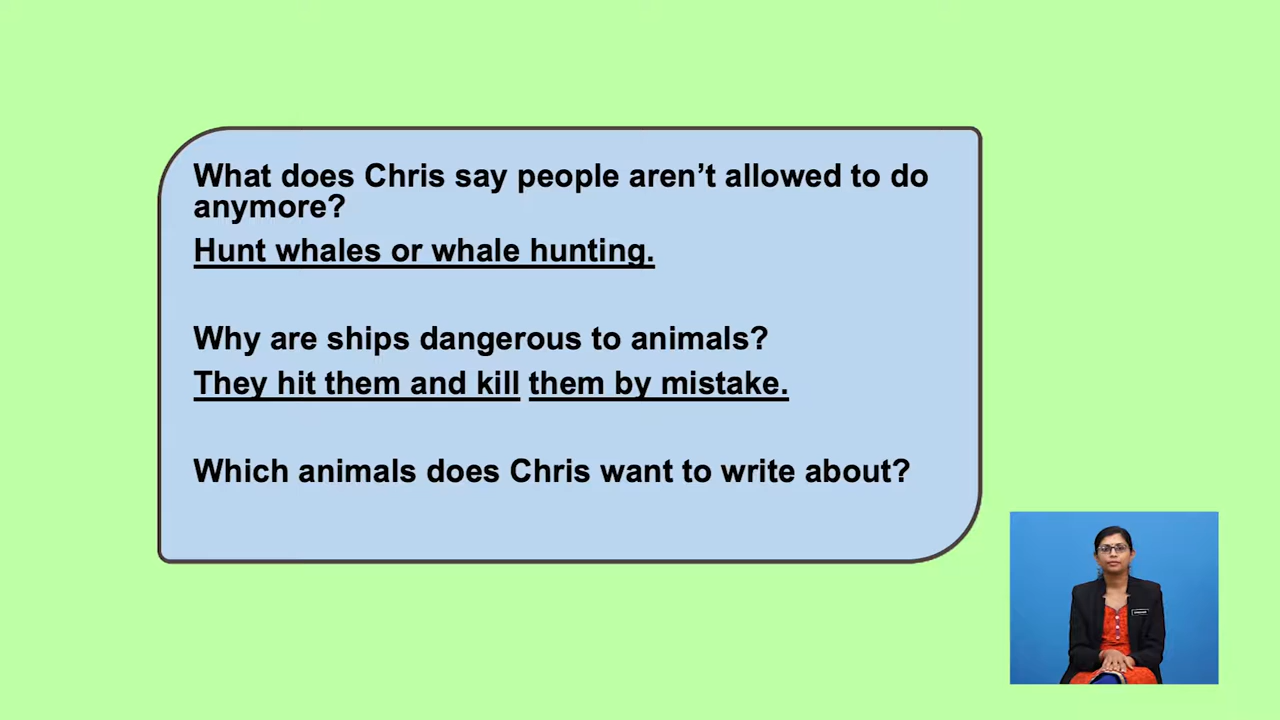 What does Chris say people aren’t allowed to do
anymore?
Hunt whales or whale hunting.
Why are ships dangerous to animals?
They hit them and kill them by mistake.
Which animals does Chris want to write about?